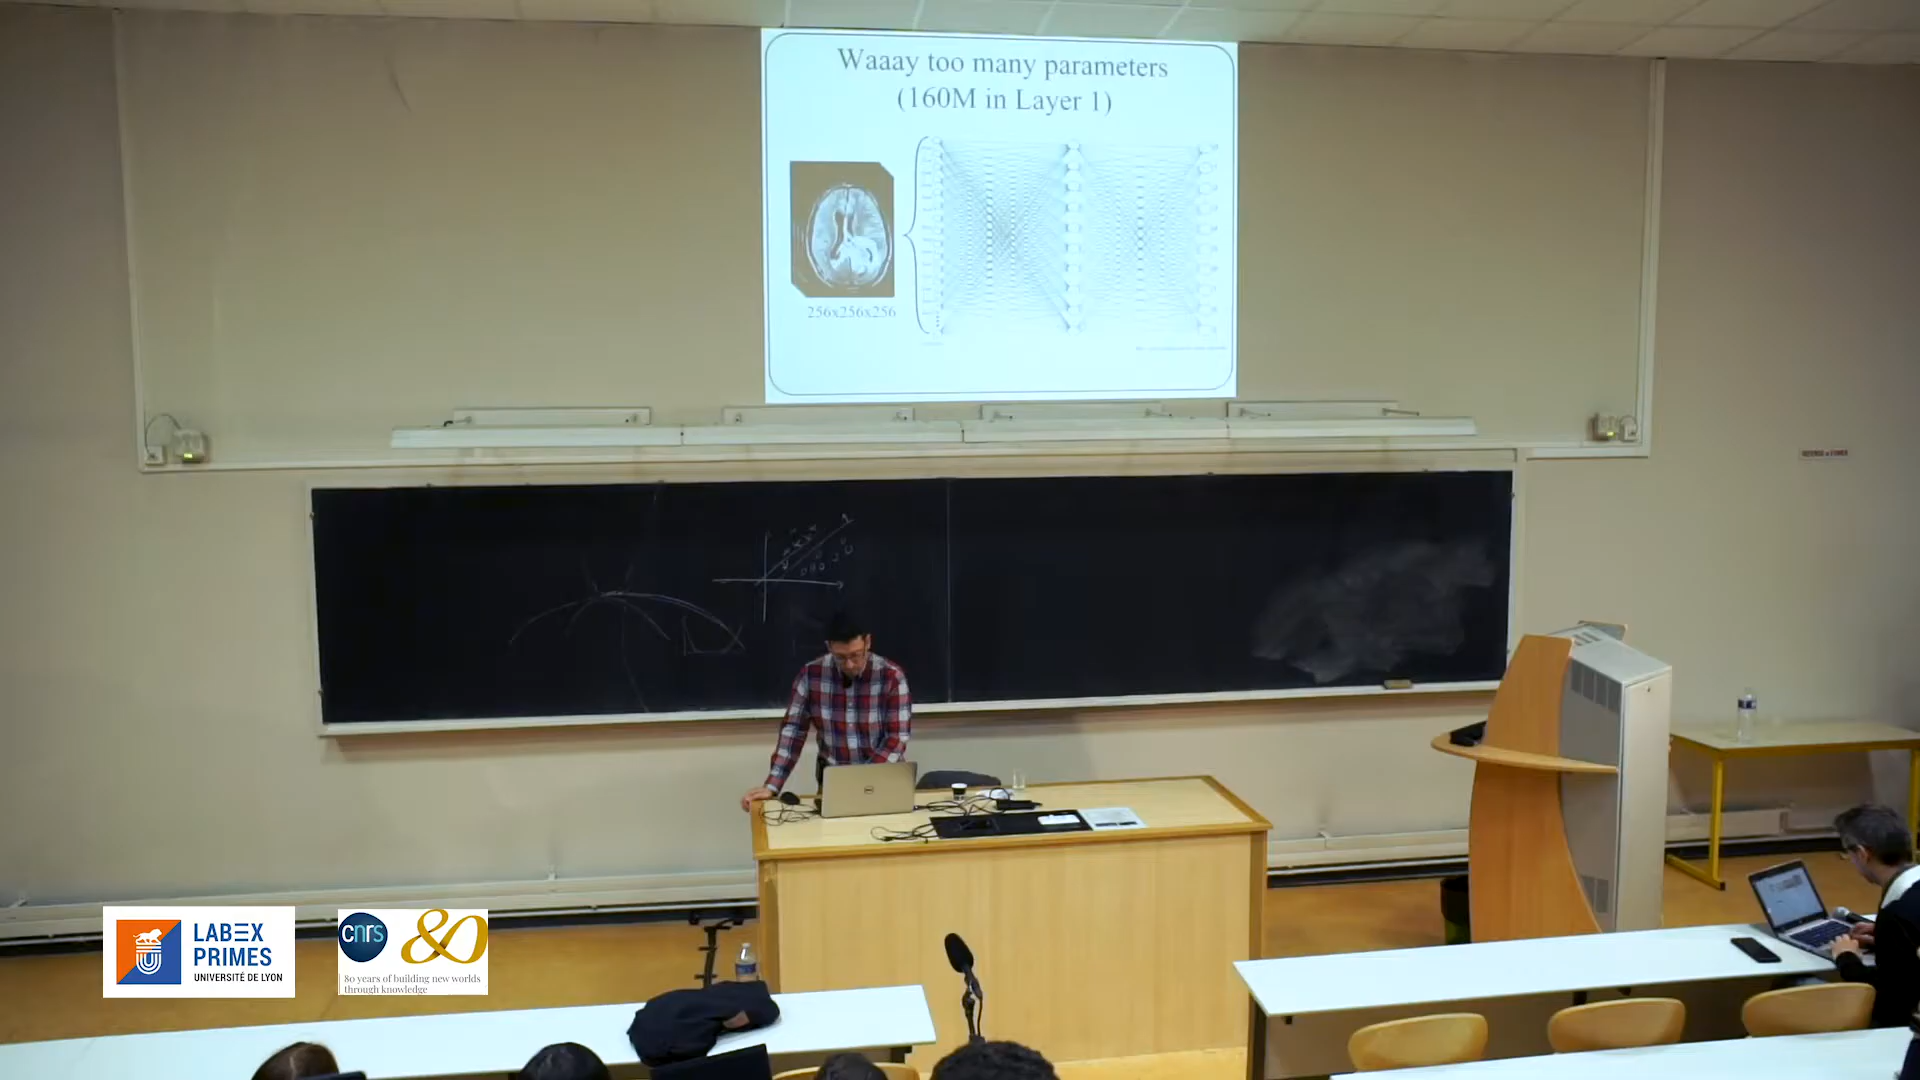 Waaay too many parameters
(160M in Layer 1)
256x256x256
LABEX
PRIMES
UNIVERSITÉ DE LYON
cnrs
80
80 years of building new worlds
through knowledge
DELL